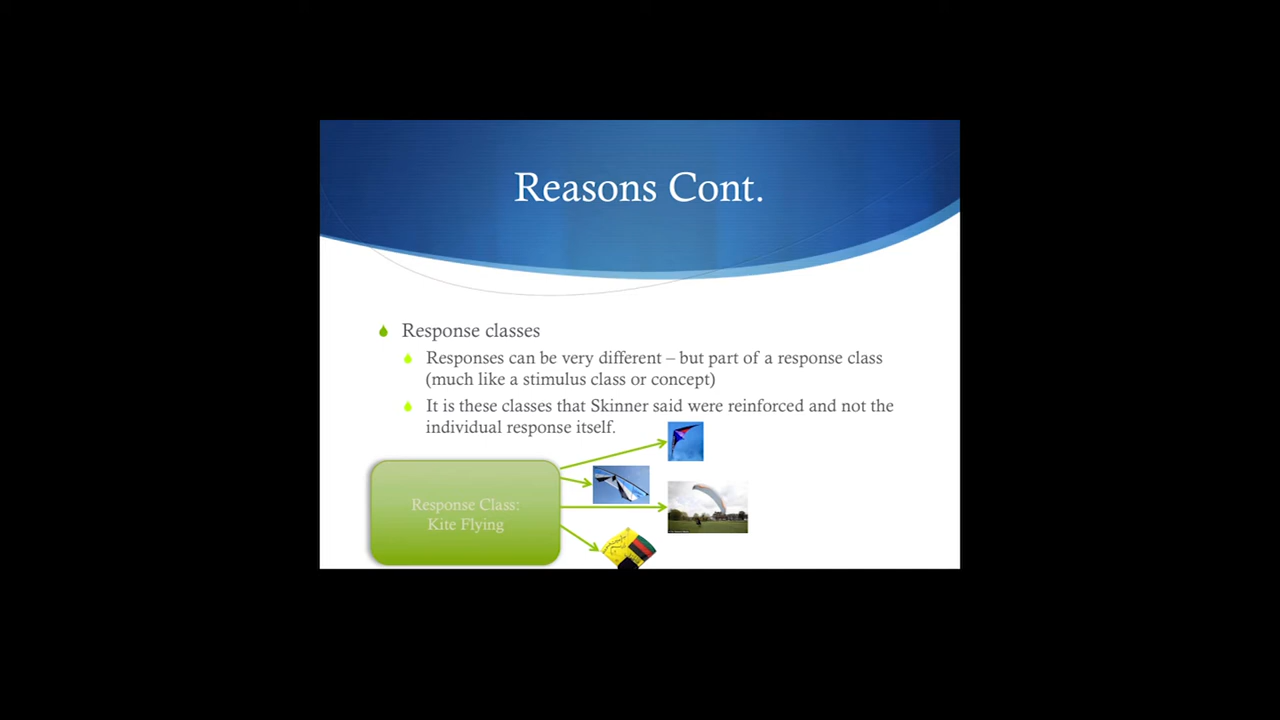 Reasons Cont.
Response classes
Responses can be very different – but part of a response class
(much like a stimulus class or concept)
It is these classes that Skinner said were reinforced and not the
individual response itself.
Response Class:
Kite Flying